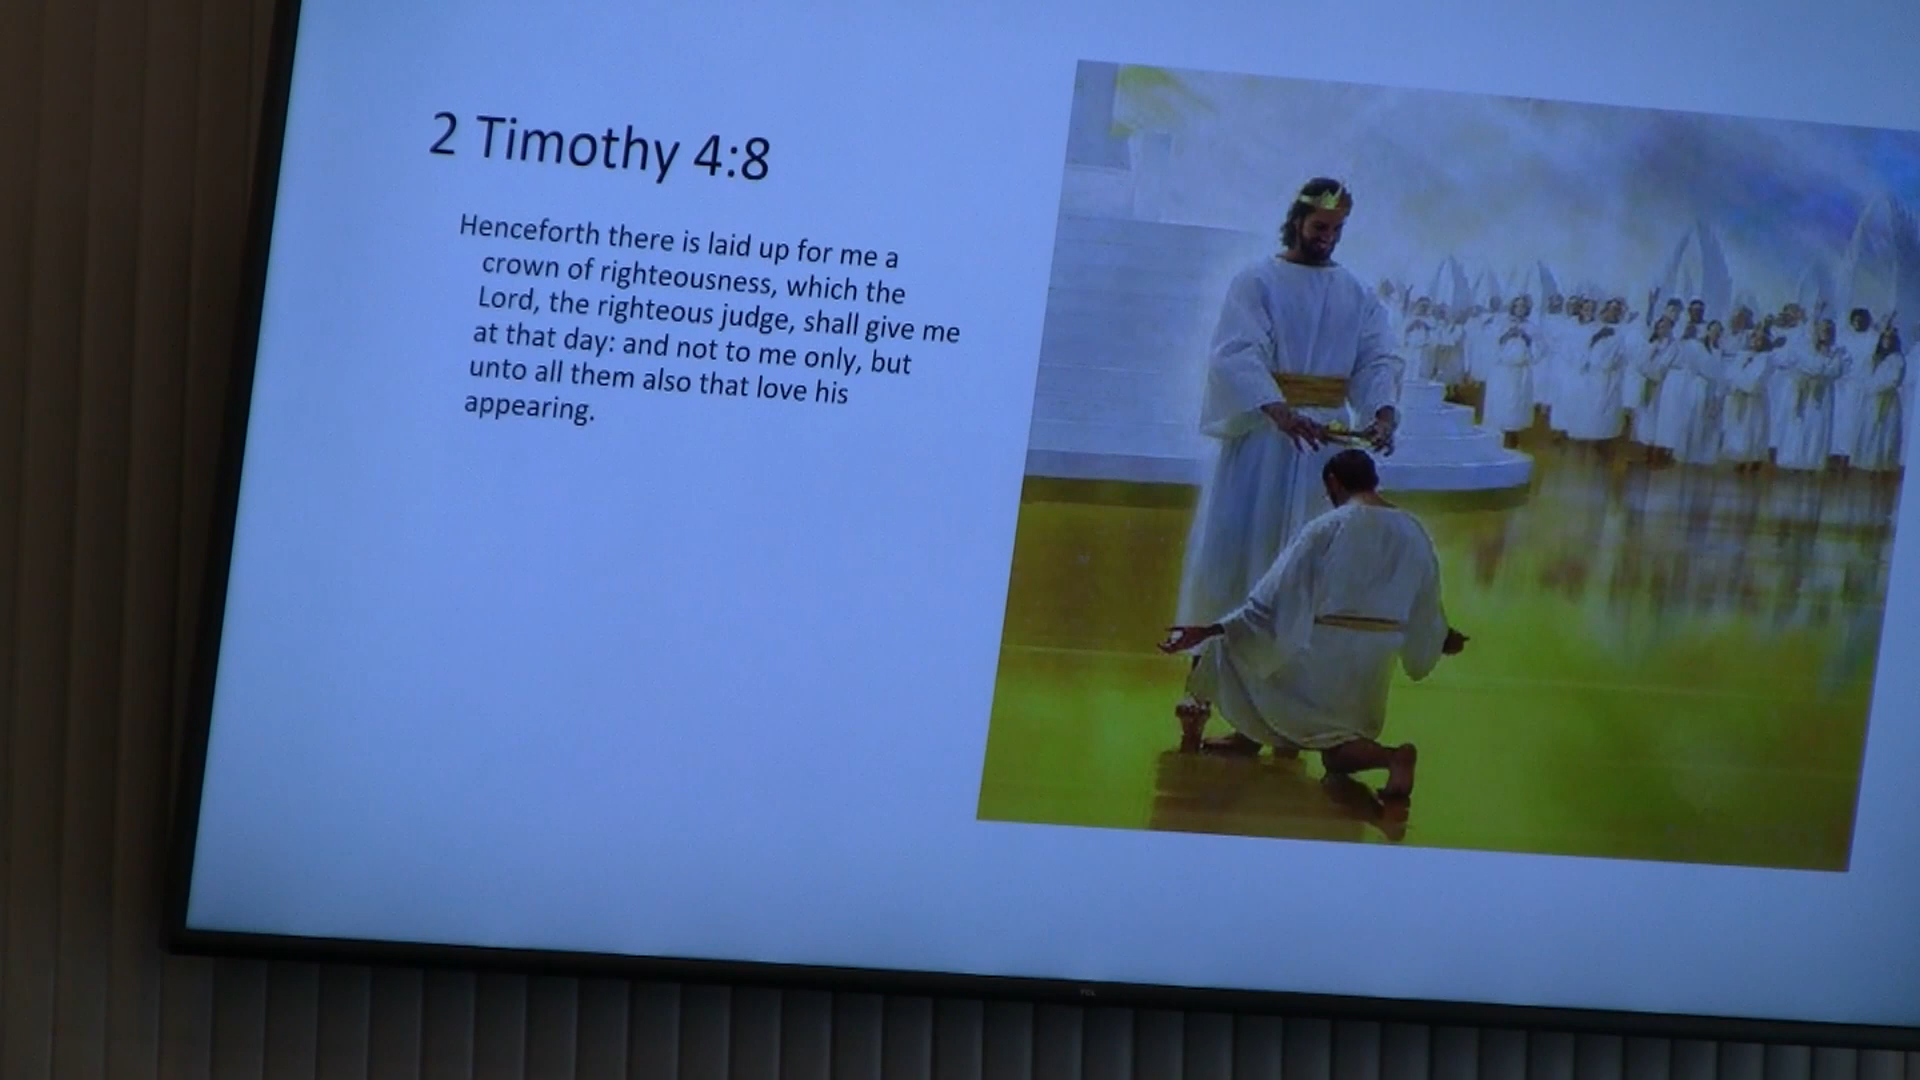 2 Timothy 4:8
Henceforth there is laid up for me a
crown of righteousness, which the
Lord, the righteous judge, shall give me
at that day: and not to me only, but
unto all them also that love his
appearing.
TCL